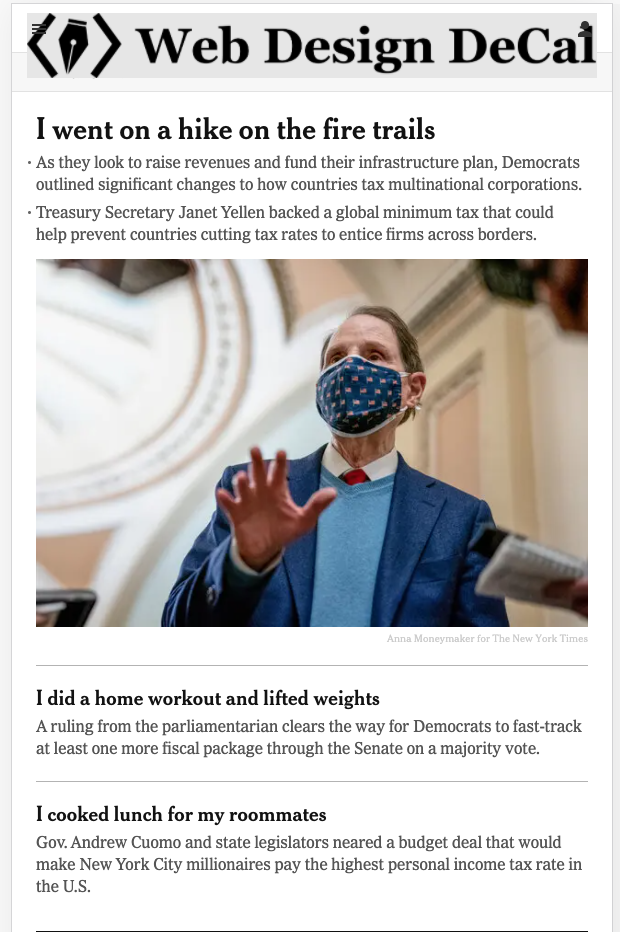 Web Design DeCal
I went on a hike on the fire trails
· As they look to raise revenues and fund their infrastructure plan, Democrats
outlined significant changes to how countries tax multinational corporations.
· Treasury Secretary Janet Yellen backed a global minimum tax that could
help prevent countries cutting tax rates to entice firms across borders.
Anna Moneymaker for The New York Times
I did a home workout and lifted weights
A ruling from the parliamentarian clears the way for Democrats to fast-track
at least one more fiscal package through the Senate on a majority vote.
I cooked lunch for my roommates
Gov. Andrew Cuomo and state legislators neared a budget deal that would
make New York City millionaires pay the highest personal income tax rate in
the U.S.